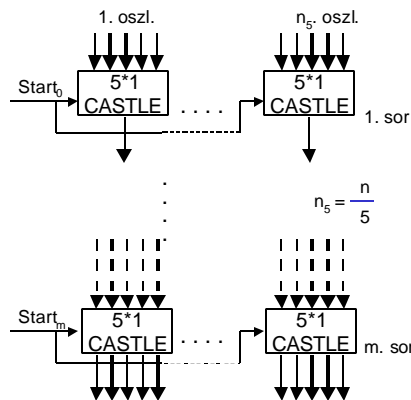 1. oszl.
n5. oszl.
Start0
5*1
CASTLE
. . . .
5*1
CASTLE
1. sor
n5 = n
5
Startm
5*1
CASTLE
. . . .
5*1
CASTLE
m. sor